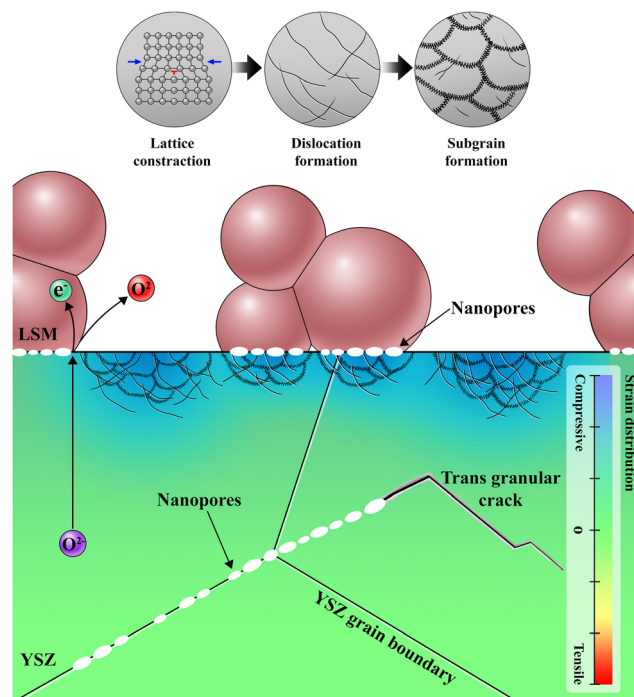 Lattice
constraction
Dislocation
formation
Subgrain
formation
e⁻
O²
LSM
Nanopores
Compressive
0
Tensile
Strain distribution
Trans granular
crack
Nanopores
O²⁻
YSZ grain boundary
YSZ